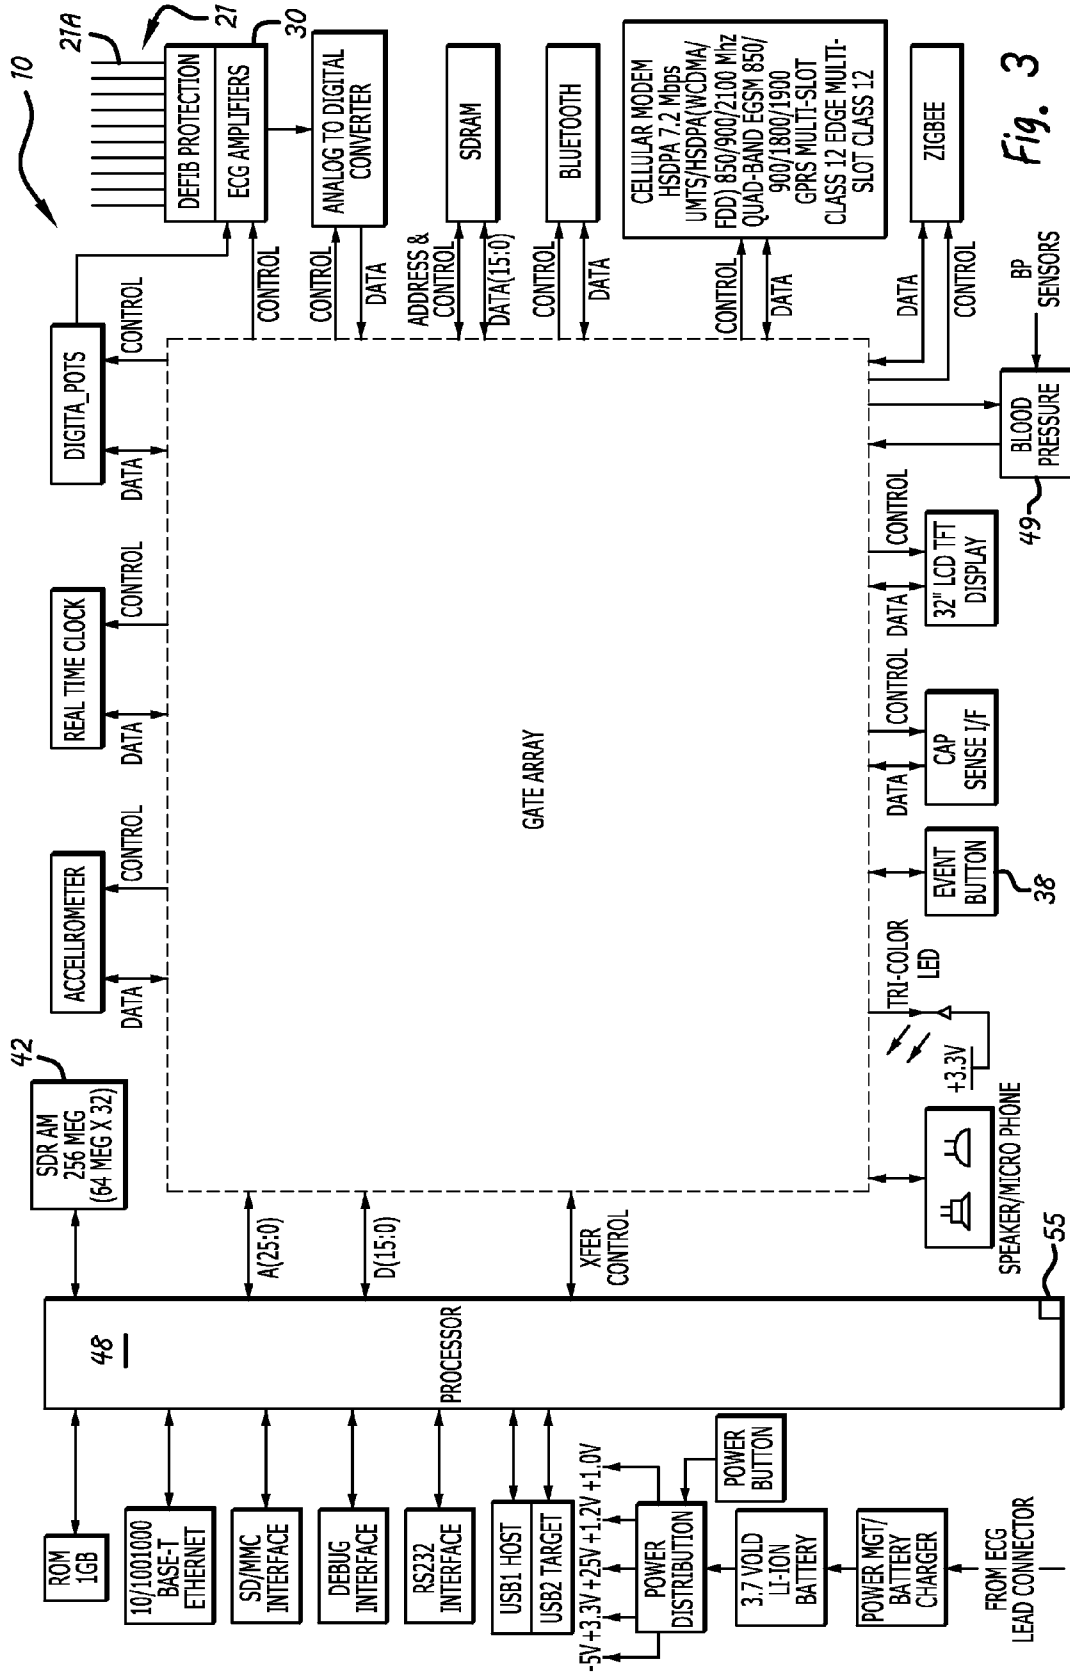 10
42
SDR AM
256 MEG
(64 MEG X 32)
ACCELLROMETER
DATA
CONTROL
REAL TIME CLOCK
DATA
CONTROL
DIGITA_POTS
DATA
CONTROL
21A
21
30
DEFIB PROTECTION
ECG AMPLIFIERS
CONTROL
ANALOG TO DIGITAL
CONVERTER
CONTROL
DATA
SDRAM
ADDRESS &
CONTROL
DATA(15:0)
BLUETOOTH
CONTROL
DATA
CELLULAR MODEM
HSDPA 7.2 Mbps
UMTS/HSDPA(WCDMA/
FDD) 850/900/2100 Mhz
QUAD-BAND EGSM 850/
900/1800/1900
GPRS MULTI-SLOT
CLASS 12 EDGE MULTI-
SLOT CLASS 12
CONTROL
DATA
ZIGBEE
DATA
CONTROL
GATE ARRAY
A(25:0)
D(15:0)
XFER
CONTROL
48
PROCESSOR
55
ROM
1GB
10/1001000
BASE-T
ETHERNET
SD/MMC
INTERFACE
DEBUG
INTERFACE
RS232
INTERFACE
USB1 HOST
USB2 TARGET
-5V +3.3V +25V +1.2V +1.0V
POWER
DISTRIBUTION
POWER
BUTTON
3.7 VOLD
LI-ION
BATTERY
POWER MGT/
BATTERY
CHARGER
FROM ECG
LEAD CONNECTOR
SPEAKER/MICRO PHONE
+3.3V
TRI-COLOR
LED
EVENT
BUTTON
38
DATA
CONTROL
CAP
SENSE I/F
DATA
CONTROL
32" LCD TFT
DISPLAY
BLOOD
PRESSURE
49
BP
SENSORS
Fig. 3